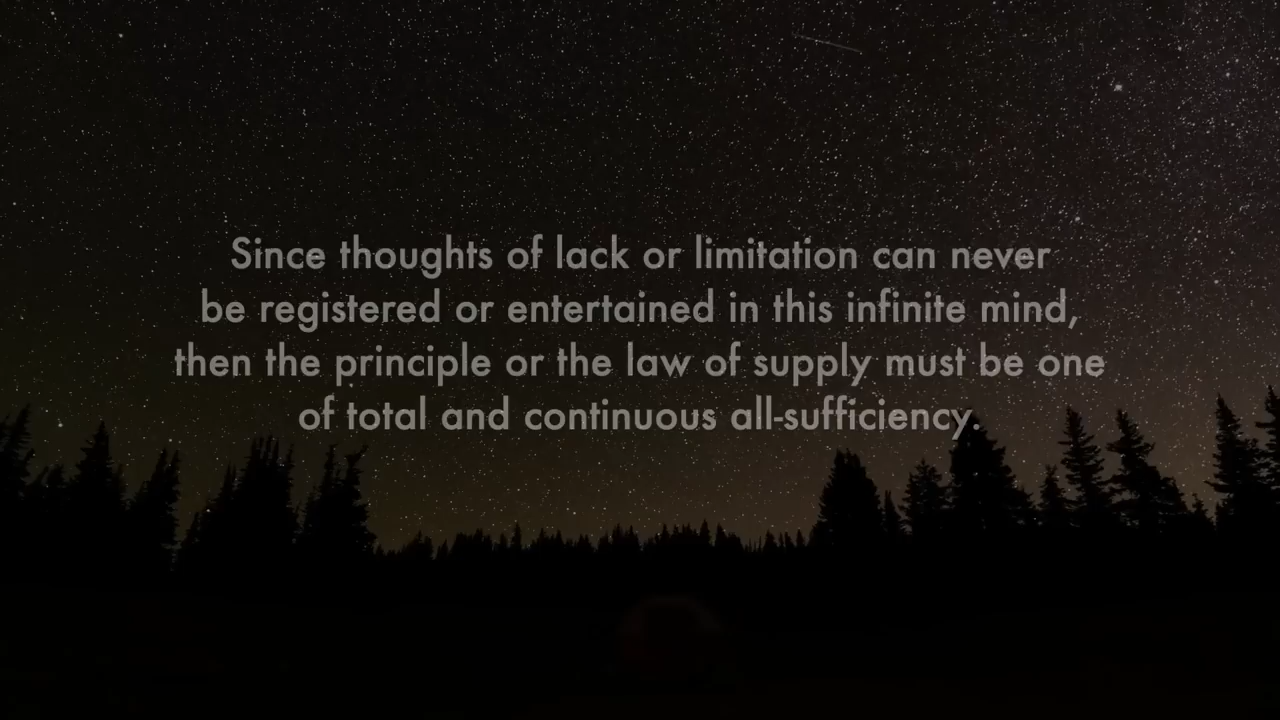 Since thoughts of lack or limitation can never
be registered or entertained in this infinite mind,
then the principle or the law of supply must be one
of total and continuous all-sufficiency.